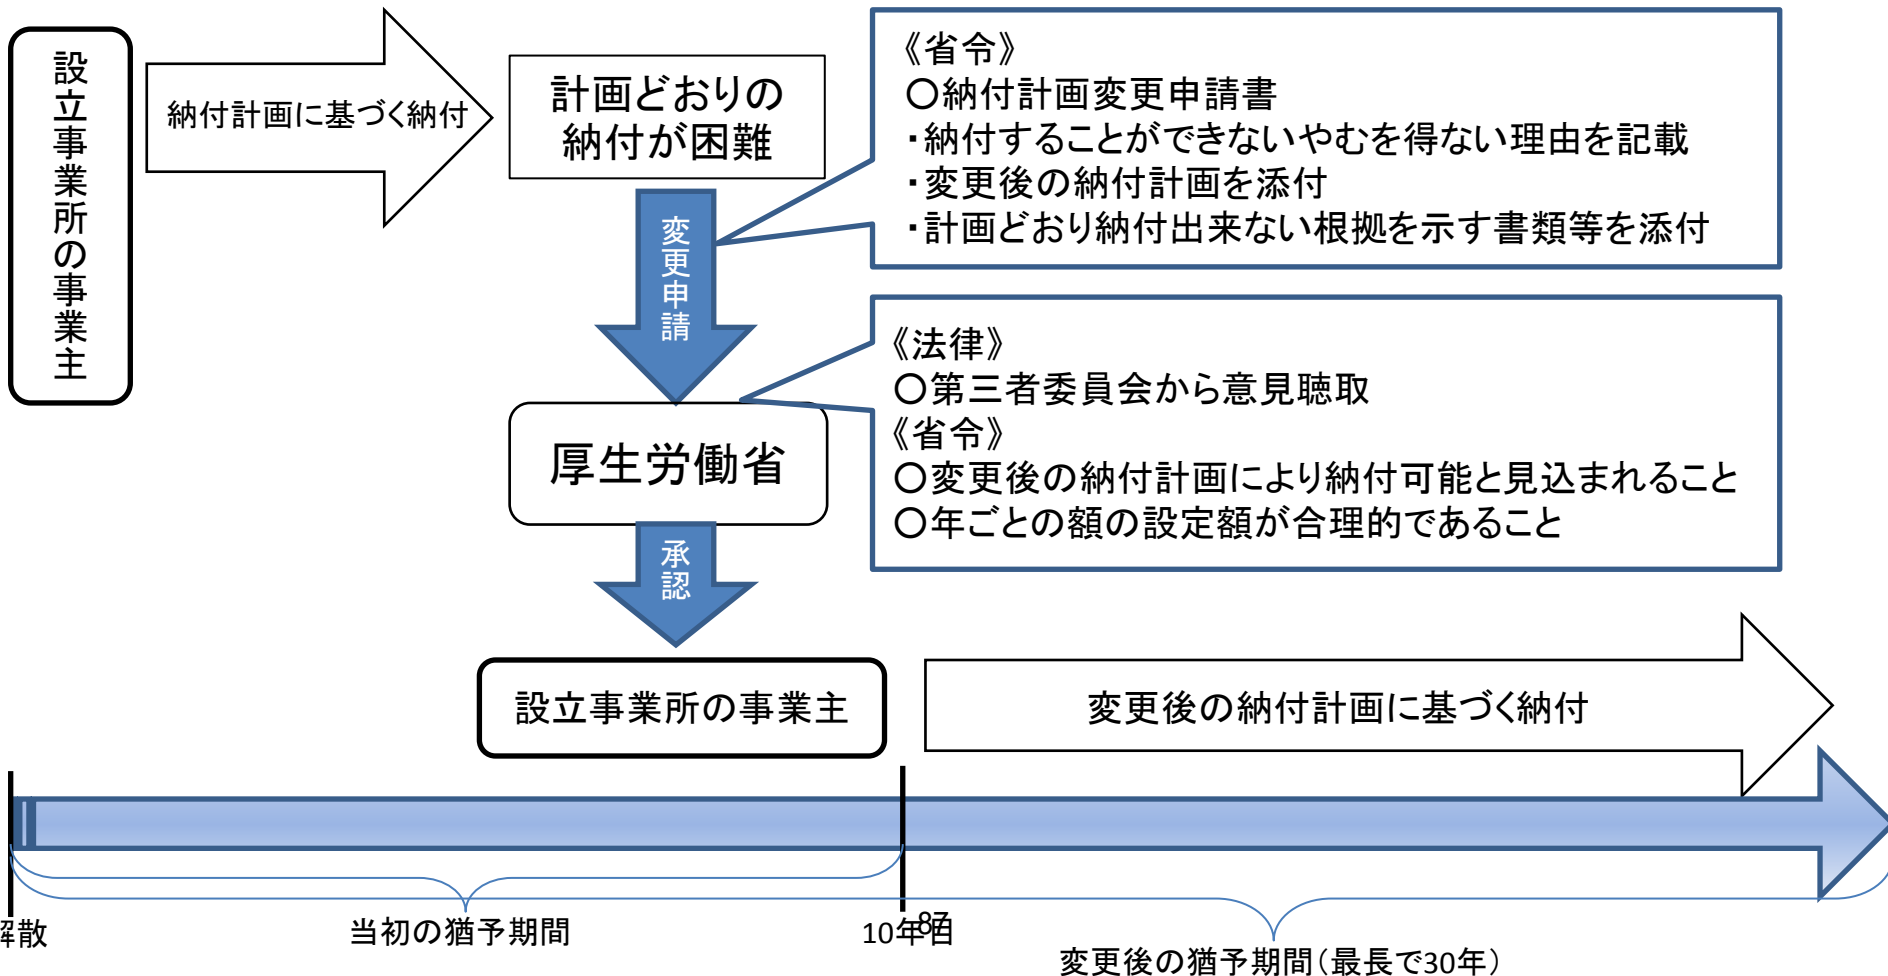 設立事業所の事業主
納付計画に基づく納付
計画どおりの
納付が困難
《省令》
○納付計画変更申請書
・納付することができないやむを得ない理由を記載
・変更後の納付計画を添付
・計画どおり納付出来ない根拠を示す書類等を添付
変更申請
《法律》
○第三者委員会から意見聴取
《省令》
○変更後の納付計画により納付可能と見込まれること
○年ごとの額の設定額が合理的であること
厚生労働省
承認
設立事業所の事業主
変更後の納付計画に基づく納付
解散
当初の猶予期間
10年目
87
変更後の猶予期間(最長で30年)